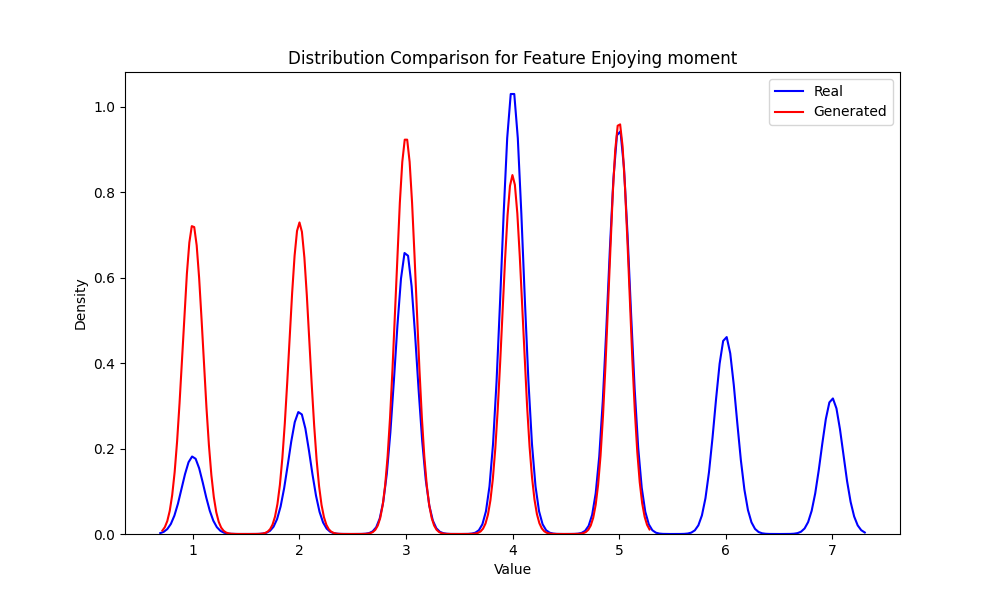 Distribution Comparison for Feature Enjoying moment
Real
Generated
Density
1.0
0.8
0.6
0.4
0.2
0.0
1 2 3 4 5 6 7
Value